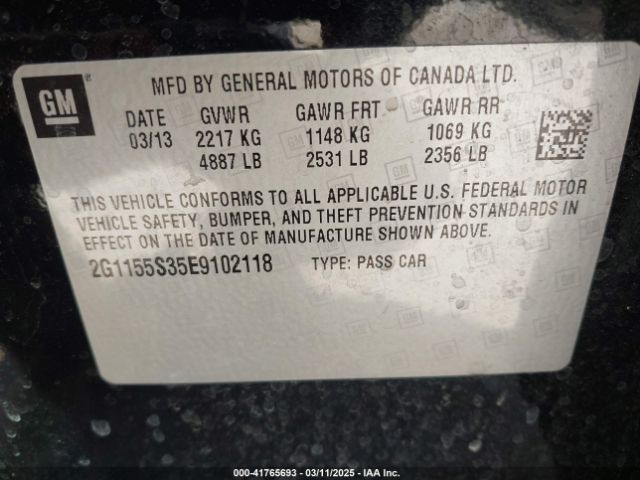 GM
MFD BY GENERAL MOTORS OF CANADA LTD.
DATE GVWR GAWR FRT GAWR RR
03/13 2217 KG 1148 KG 1069 KG
4887 LB 2531 LB 2356 LB
THIS VEHICLE CONFORMS TO ALL APPLICABLE U.S. FEDERAL MOTOR
VEHICLE SAFETY, BUMPER, AND THEFT PREVENTION STANDARDS IN
EFFECT ON THE DATE OF MANUFACTURE SHOWN ABOVE.
2G1155S35E9102118 TYPE: PASS CAR
000-41765693 - 03/11/2025 - IAA Inc.